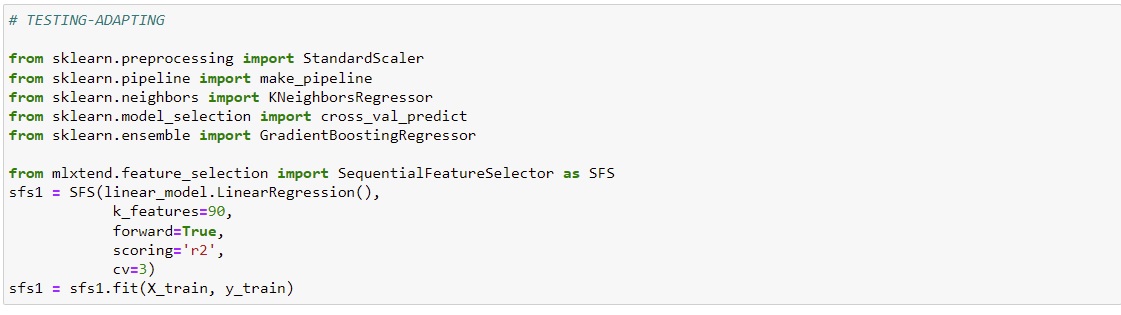 # TESTING-ADAPTING
from sklearn.preprocessing import StandardScaler
from sklearn.pipeline import make_pipeline
from sklearn.neighbors import KNeighborsRegressor
from sklearn.model_selection import cross_val_predict
from sklearn.ensemble import GradientBoostingRegressor
from mlxtend.feature_selection import SequentialFeatureSelector as SFS
sfs1 = SFS(linear_model.LinearRegression(),
            k_features=90,
            forward=True,
            scoring='r2',
            cv=3)
sfs1 = sfs1.fit(X_train, y_train)